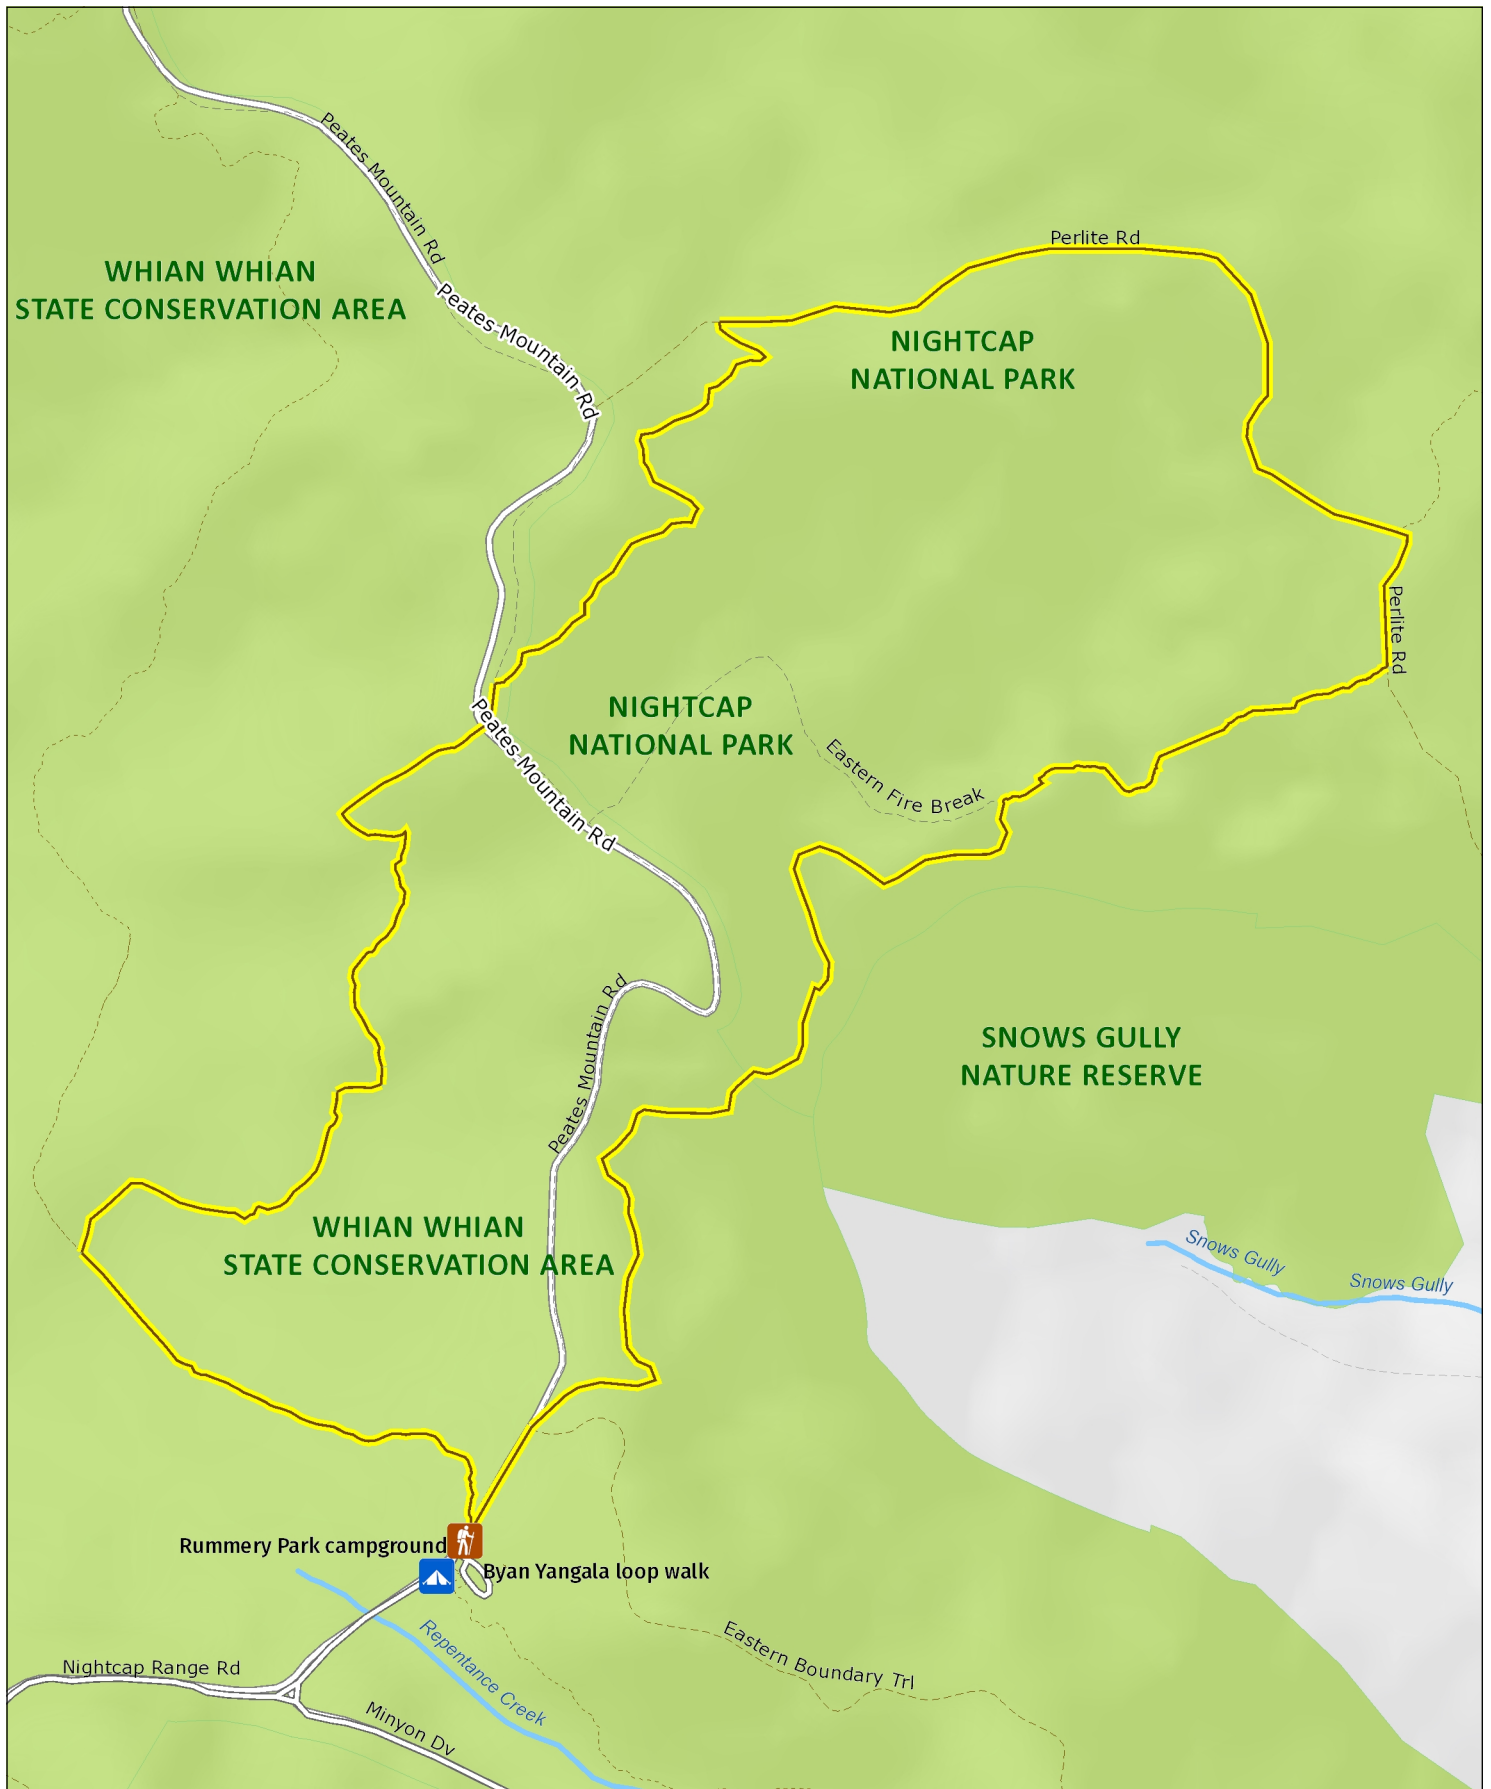 Peates Mountain Rd
Perlite Rd
WHIAN WHIAN
STATE CONSERVATION AREA
Peates Mountain Rd
NIGHTCAP
NATIONAL PARK
Perlite Rd
NIGHTCAP
NATIONAL PARK
Peates Mountain Rd
Eastern Fire Break
Peates Mountain Rd
SNOWS GULLY
NATURE RESERVE
WHIAN WHIAN
STATE CONSERVATION AREA
Snows Gully
Snows Gully
Rummery Park campground
Byan Yangala loop walk
Repentance Creek
Eastern Boundary Trl
Nightcap Range Rd
Minyon Dv